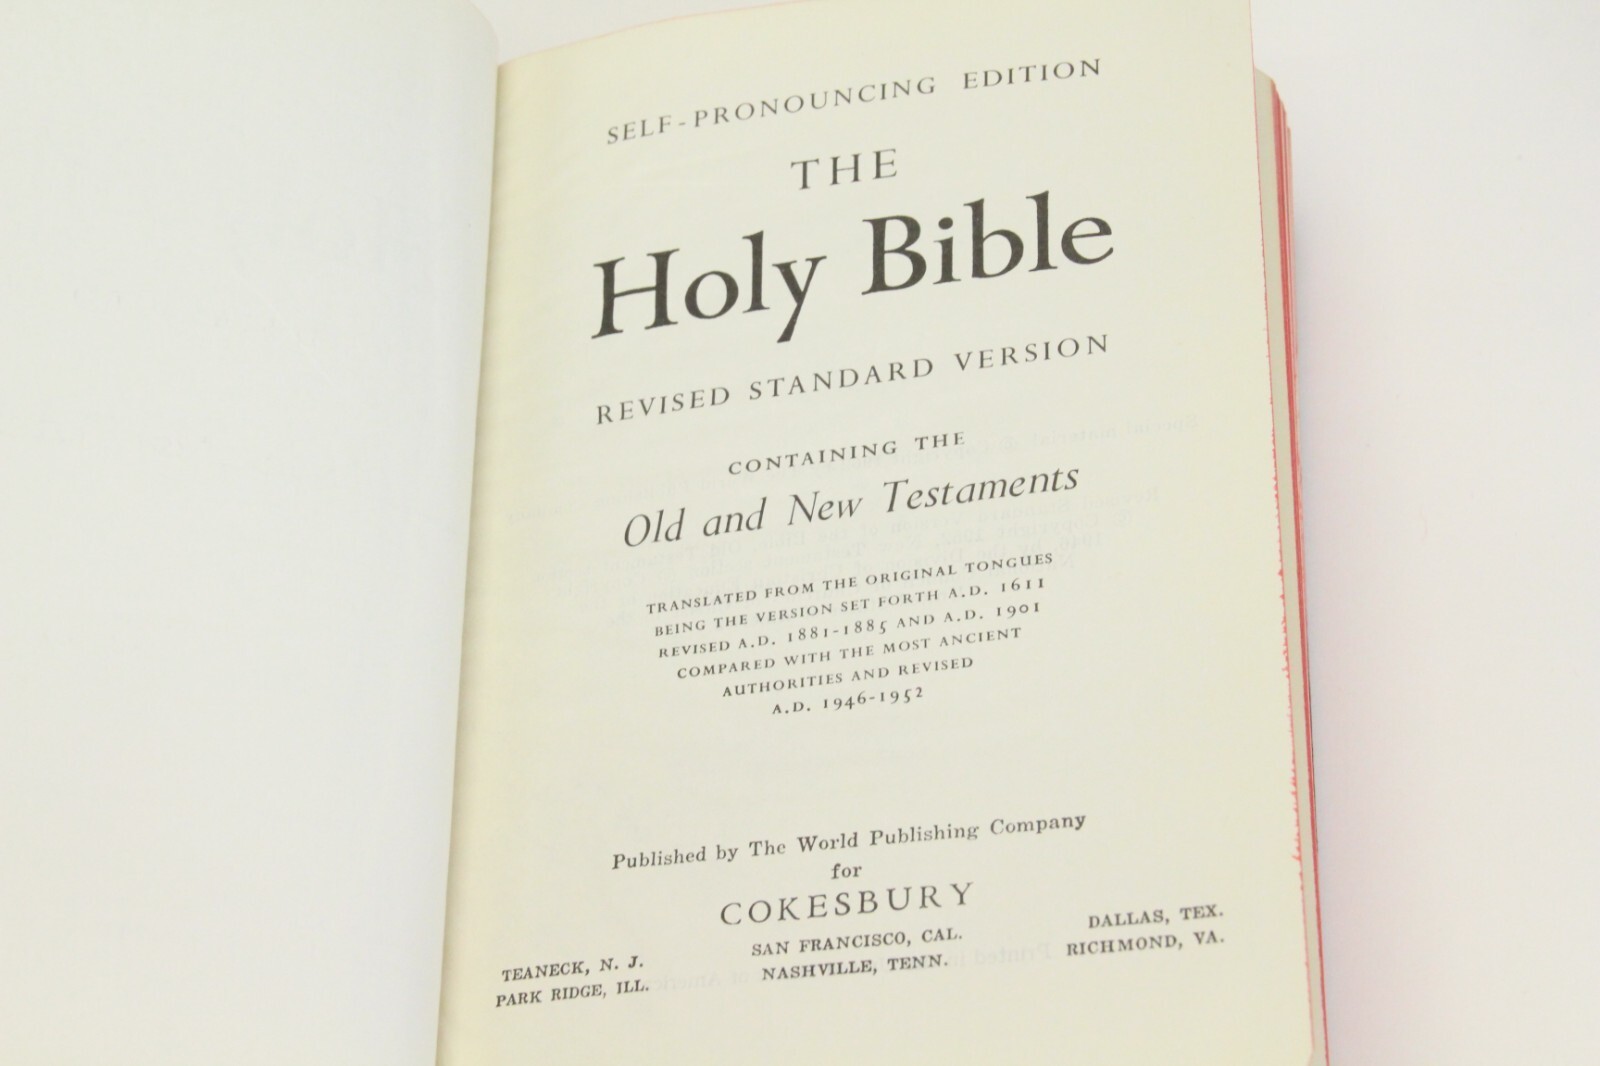 SELF-PRONOUNCING EDITION
THE
Holy Bible
REVISED STANDARD VERSION
CONTAINING THE
Old and New Testaments
TRANSLATED FROM THE ORIGINAL TONGUES
BEING THE VERSION SET FORTH A.D. 1611
REVISED A.D. 1881-1885 AND A.D. 1901
COMPARED WITH THE MOST ANCIENT
AUTHORITIES AND REVISED
A.D. 1946-1952
Published by The World Publishing Company
for
COKESBURY
TEANECK, N. J. SAN FRANCISCO, CAL. DALLAS, TEX.
PARK RIDGE, ILL. NASHVILLE, TENN. RICHMOND, VA.